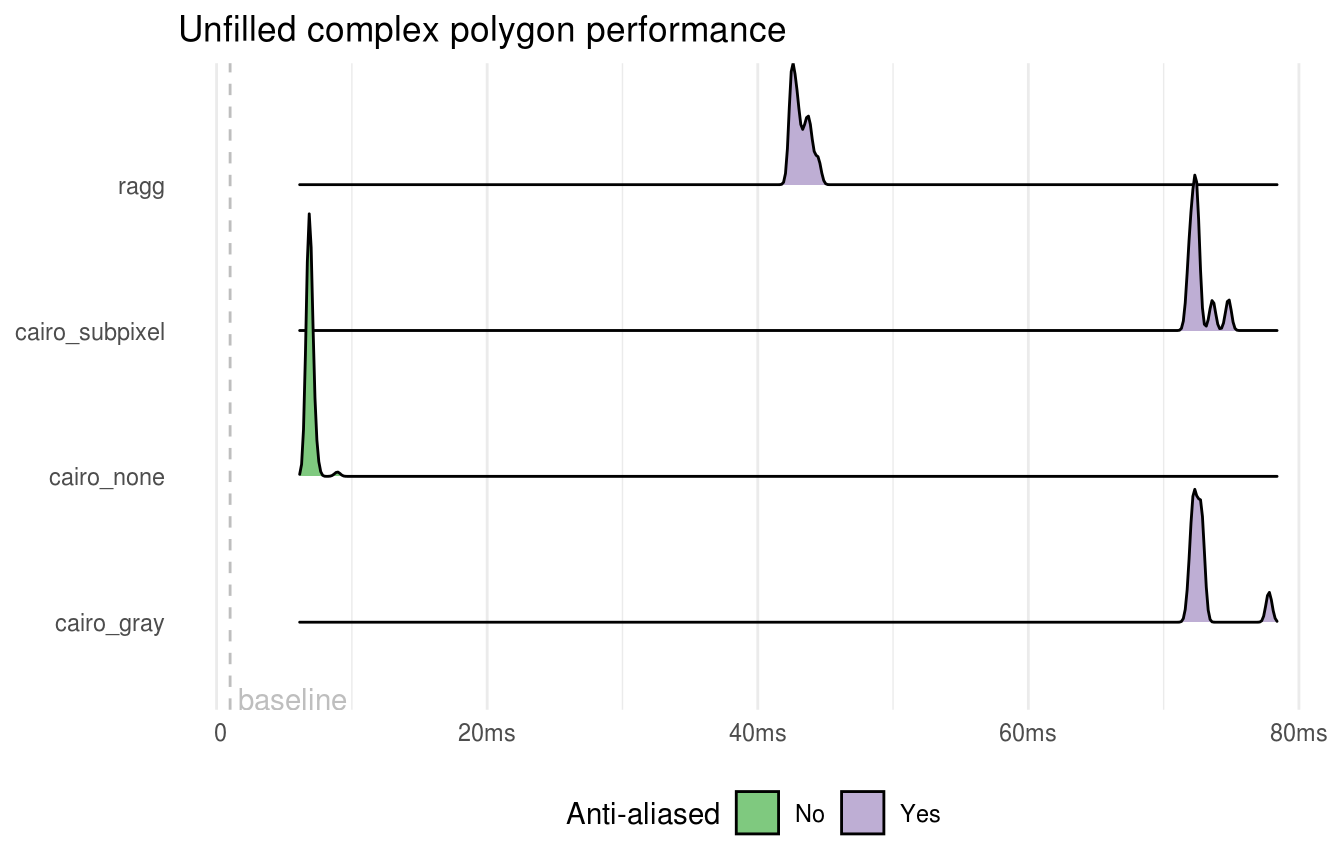 Unfilled complex polygon performance
ragg
cairo_subpixel
cairo_none
cairo_gray
baseline
0 20ms 40ms 60ms 80ms
Anti-aliased No Yes